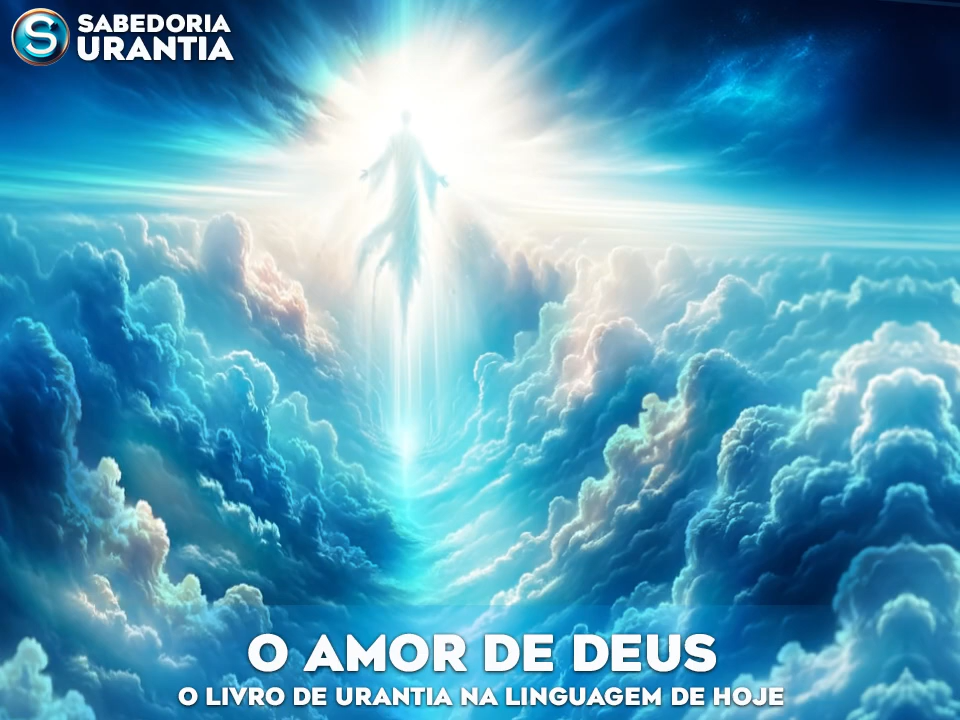 SABEDORIA
URANTIA
O AMOR DE DEUS
O LIVRO DE URANTIA NA LINGUAGEM DE HOJE